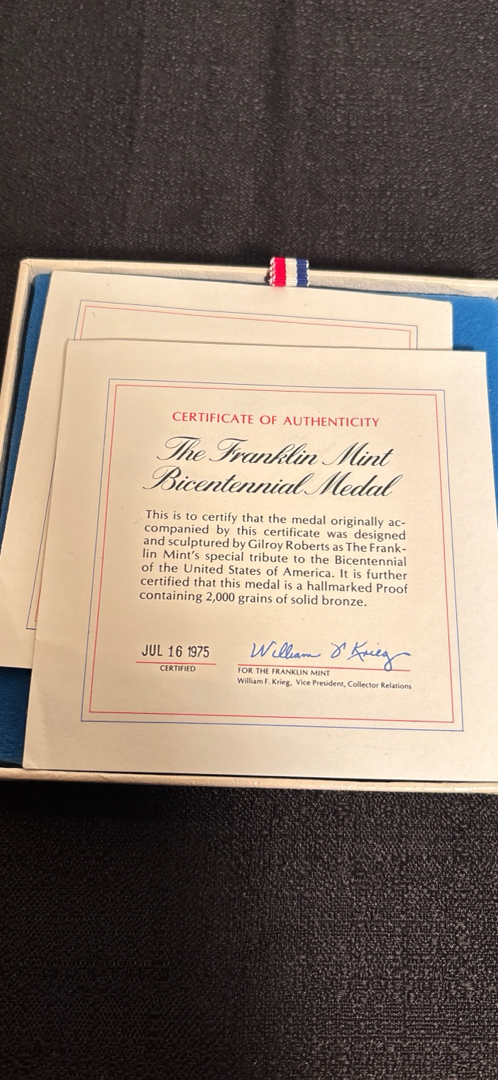 CERTIFICATE OF AUTHENTICITY
The Franklin Mint
Bicentennial Medal
This is to certify that the medal originally ac-
companied by this certificate was designed
and sculptured by Gilroy Roberts as The Frank-
lin Mint's special tribute to the Bicentennial
of the United States of America. It is further
certified that this medal is a hallmarked Proof
containing 2,000 grains of solid bronze.
JUL 16 1975
CERTIFIED
William F Krieg
FOR THE FRANKLIN MINT
William F. Krieg, Vice President, Collector Relations